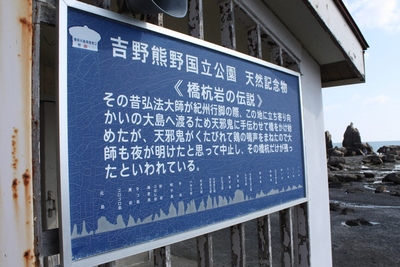 吉野熊野国立公園 天然記念物
《橋杭岩の伝説》
その昔弘法大師が紀州行脚の際、この地に立ち寄り向
かいの大島へ渡るため天邪鬼に手伝わせて橋をかけ始
めたが、天邪鬼がくたびれて鶏の鳴声をまねたので大
師も夜が明けたと思って中止し、その橋杭だけが残っ
たといわれている。